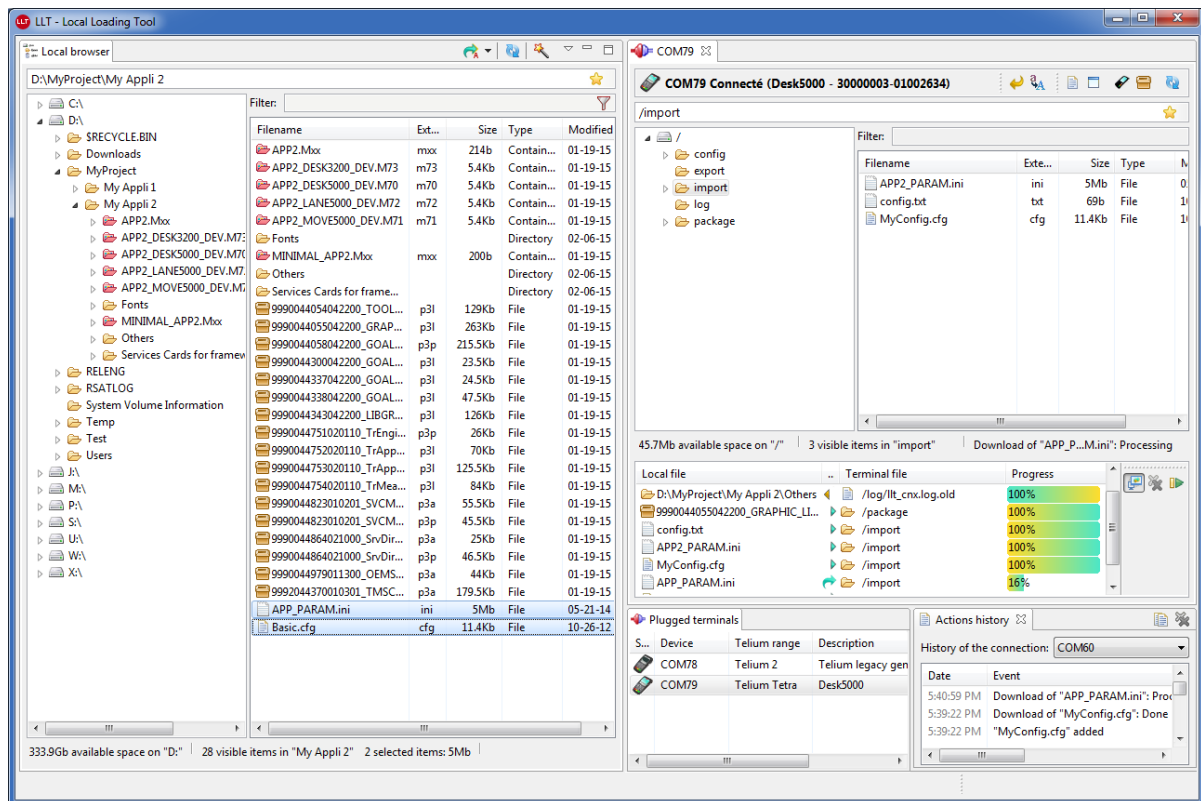 LLT - Local Loading Tool
Local browser
D:\MyProject\My Appli 2
C:\
D:\
$RECYCLE.BIN
Downloads
MyProject
My Appli 1
My Appli 2
APP2.Mxx
APP2_DESK3200_DEV.M73
APP2_DESK5000_DEV.M70
APP2_LANE5000_DEV.M7
APP2_MOVE5000_DEV.M7
Fonts
MINIMAL_APP2.Mxx
Others
Services Cards for framew
RELENG
RSATLOG
System Volume Information
Temp
Test
Users
J:\
M:\
P:\
S:\
U:\
W:\
X:\
Filter:
Filename Ext... Size Type Modified
APP2.Mxx mxx 214b Contain... 01-19-15
APP2_DESK3200_DEV.M73 m73 5.4Kb Contain... 01-19-15
APP2_DESK5000_DEV.M70 m70 5.4Kb Contain... 01-19-15
APP2_LANE5000_DEV.M72 m72 5.4Kb Contain... 01-19-15
APP2_MOVE5000_DEV.M71 m71 5.4Kb Contain... 01-19-15
Fonts Directory 02-06-15
MINIMAL_APP2.Mxx mxx 200b Contain... 01-19-15
Others Directory 02-06-15
Services Cards for frame... Directory 02-06-15
9990044054042200_TOOL... p3l 129Kb File 01-19-15
9990044055042200_GRAP... p3l 263Kb File 01-19-15
9990044058042200_GOAL... p3p 215.5Kb File 01-19-15
9990044300042200_GOAL... p3l 23.5Kb File 01-19-15
9990044337042200_GOAL... p3l 24.5Kb File 01-19-15
9990044338042200_GOAL... p3l 47.5Kb File 01-19-15
9990044343042200_LIBGR... p3l 126Kb File 01-19-15
9990044751020110_TrEngi... p3p 26Kb File 01-19-15
9990044752020110_TrApp... p3l 70Kb File 01-19-15
9990044753020110_TrApp... p3l 125.5Kb File 01-19-15
9990044754020110_TrMea... p3l 84Kb File 01-19-15
9990044823010201_SVCM... p3a 55.5Kb File 01-19-15
9990044823010201_SVCM... p3p 45.5Kb File 01-19-15
9990044864021000_SrvDir... p3a 25Kb File 01-19-15
9990044864021000_SrvDir... p3p 46.5Kb File 01-19-15
9990044979011300_OEMS... p3a 44Kb File 01-19-15
9992044370010301_TMSC... p3a 179.5Kb File 01-19-15
APP_PARAM.ini ini 5Mb File 05-21-14
Basic.cfg cfg 11.4Kb File 10-26-12
333.9Gb available space on "D:" 28 visible items in "My Appli 2" 2 selected items: 5Mb
COM79
COM79 Connecté (Desk5000 - 30000003-01002634)
/import
/
config
export
import
log
package
Filter:
Filename Exte... Size Type
APP2_PARAM.ini ini 5Mb File
config.txt txt 69b File
MyConfig.cfg cfg 11.4Kb File
45.7Mb available space on "/" 3 visible items in "import" Download of "APP_P...M.ini": Processing
Local file .. Terminal file Progress
D:\MyProject\My Appli 2\Others /log/llt_cnx.log.old 100%
9990044055042200_GRAPHIC_LI... /package 100%
config.txt /import 100%
APP2_PARAM.ini /import 100%
MyConfig.cfg /import 100%
APP_PARAM.ini /import 16%
Plugged terminals
S... Device Telium range Description
COM78 Telium 2 Telium legacy gen
COM79 Telium Tetra Desk5000
Actions history
History of the connection: COM60
Date Event
5:40:59 PM Download of "APP_PARAM.ini": Proc
5:39:22 PM Download of "MyConfig.cfg": Done
5:39:22 PM "MyConfig.cfg" added